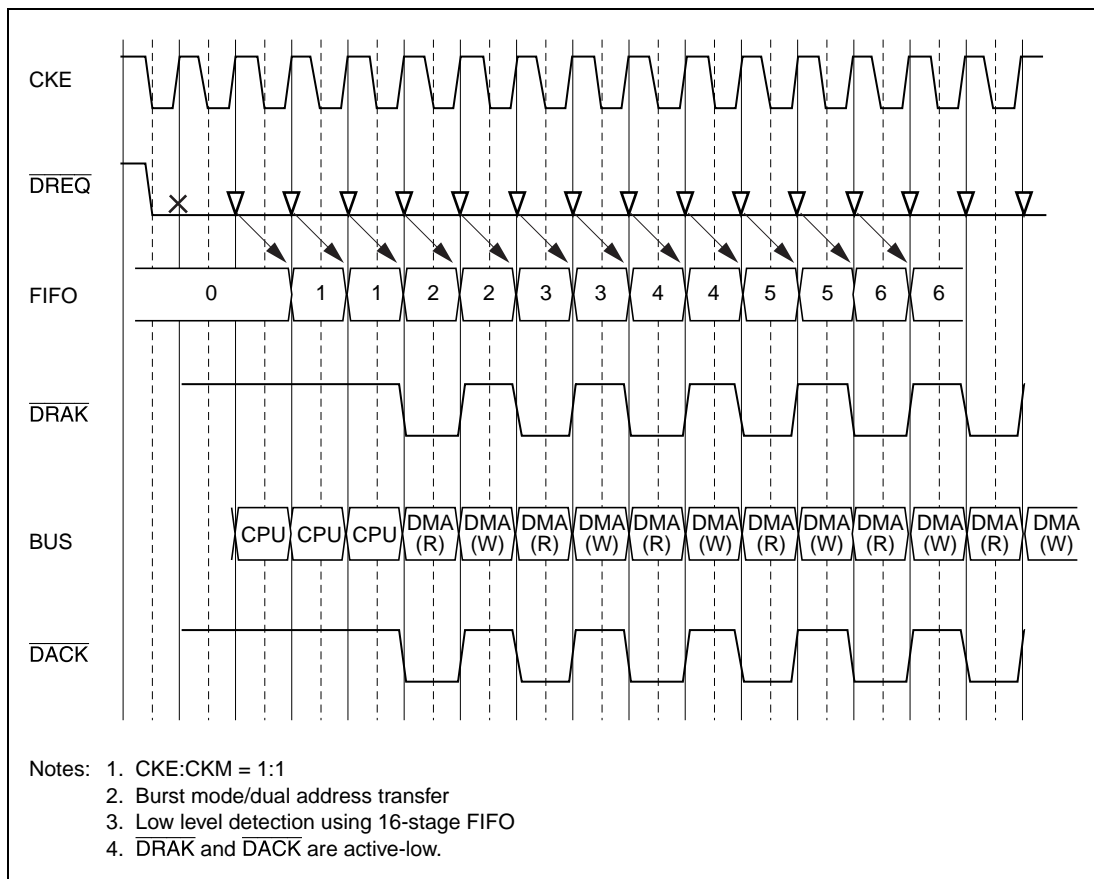 CKE
DREQ
FIFO 0 1 1 2 2 3 3 4 4 5 5 6 6
DRAK
BUS CPU CPU CPU DMA (R) DMA (W) DMA (R) DMA (W) DMA (R) DMA (W) DMA (R) DMA (W) DMA (R) DMA (W) DMA (R) DMA (W)
DACK
Notes: 1. CKE:CKM = 1:1
2. Burst mode/dual address transfer
3. Low level detection using 16-stage FIFO
4. DRAK and DACK are active-low.